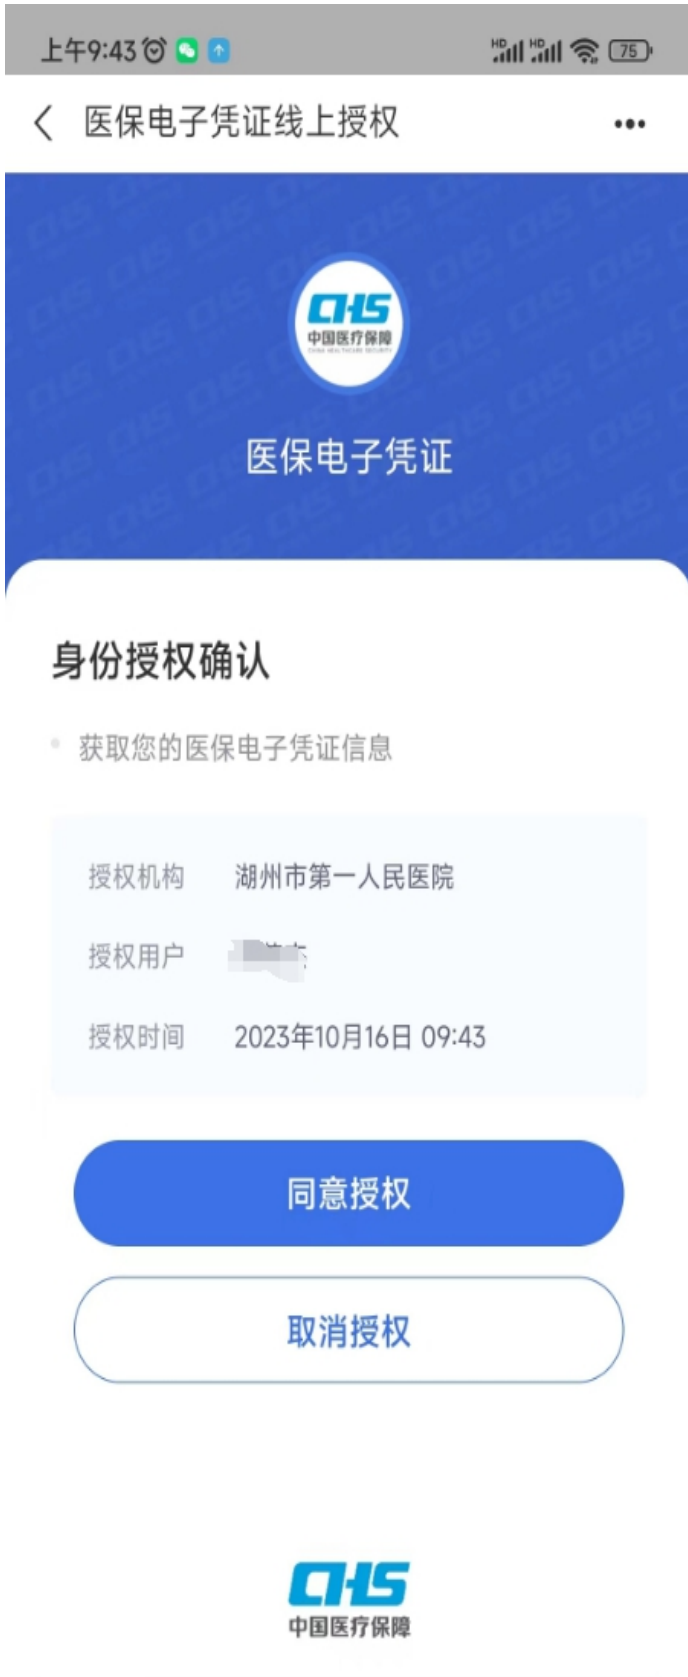 上午9:43
HD HD 75
医保电子凭证线上授权
CHS
中国医疗保障
CHINA HEALTHCARE SECURITY
医保电子凭证
身份授权确认
获取您的医保电子凭证信息
授权机构 湖州市第一人民医院
授权用户
授权时间 2023年10月16日 09:43
同意授权
取消授权
CHS
中国医疗保障